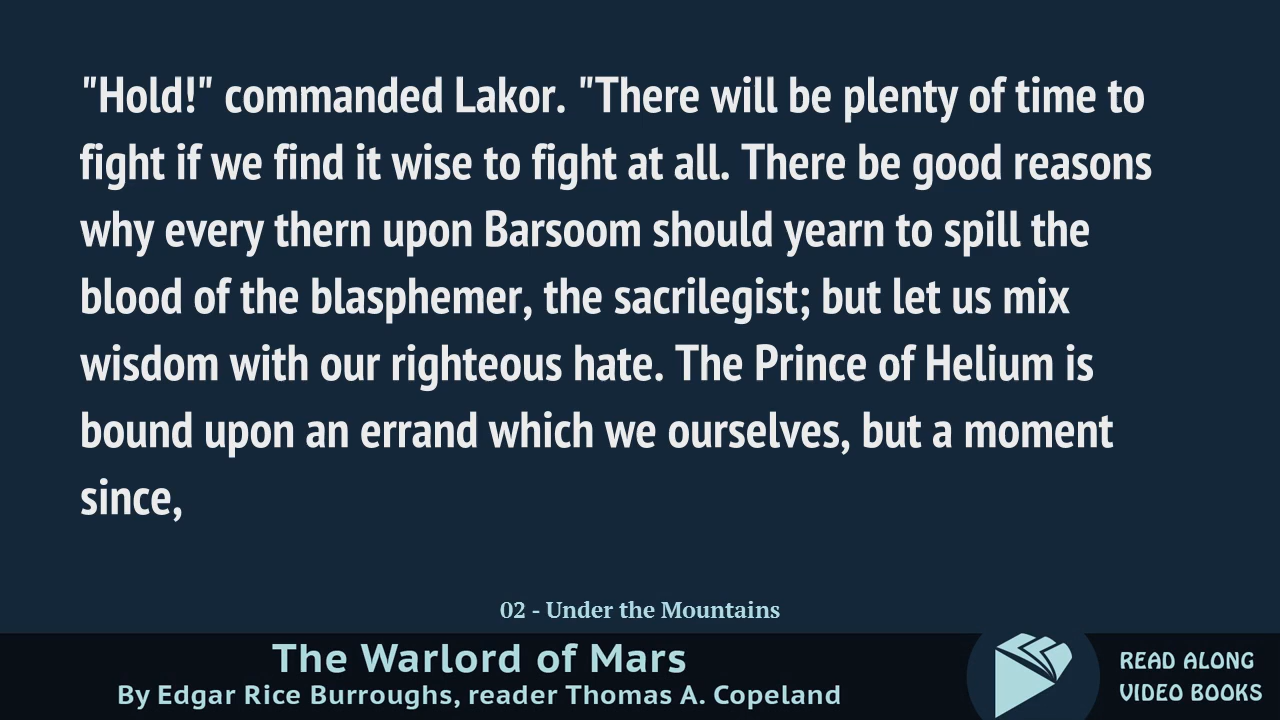 "Hold!" commanded Lakor. "There will be plenty of time to
fight if we find it wise to fight at all. There be good reasons
why every thern upon Barsoom should yearn to spill the
blood of the blasphemer, the sacrilegist; but let us mix
wisdom with our righteous hate. The Prince of Helium is
bound upon an errand which we ourselves, but a moment
since,
02 - Under the Mountains
The Warlord of Mars
By Edgar Rice Burroughs, reader Thomas A. Copeland
READ ALONG
VIDEO BOOKS